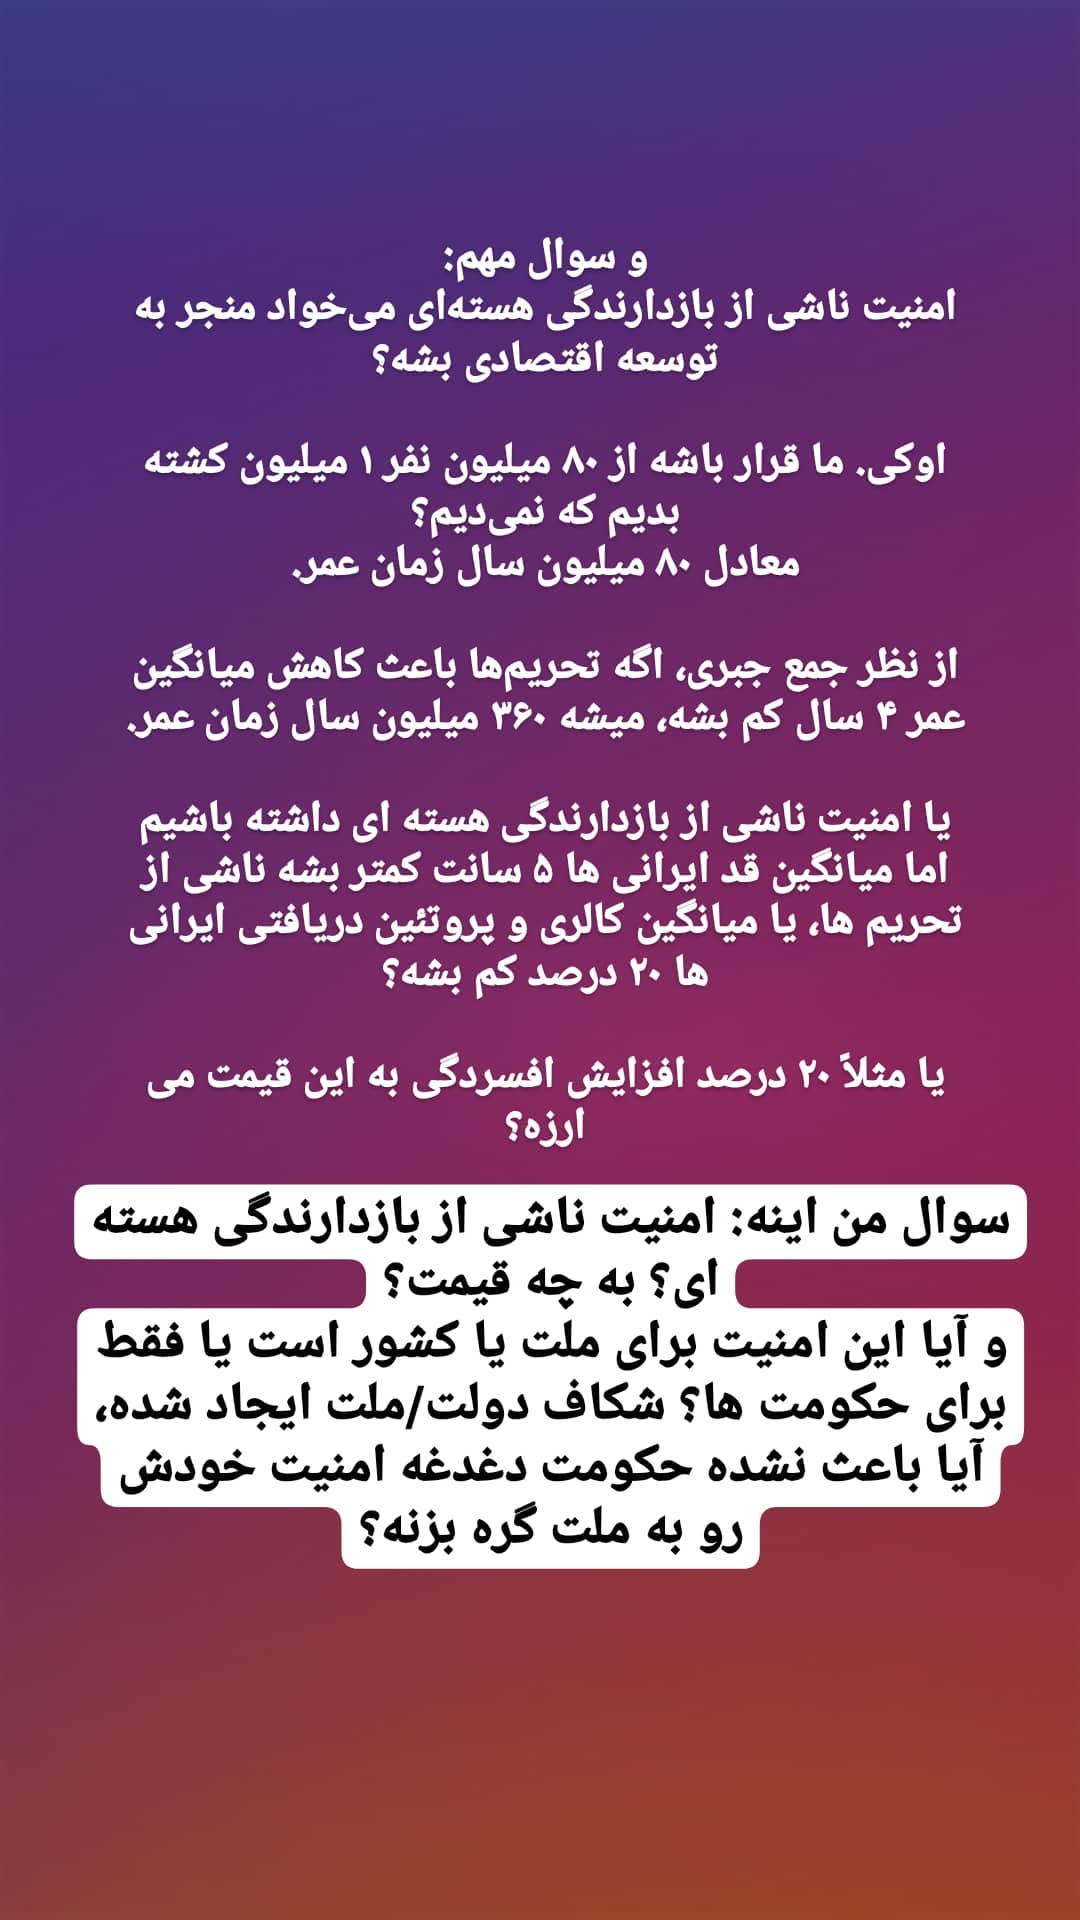 و سوال مهم:
امنیت ناشی از بازدارندگی هسته‌ای می‌خواد منجر به
توسعه اقتصادی بشه؟
اوکی. ما قرار باشه از ۸۰ میلیون نفر ۱ میلیون کشته
بدیم که نمی‌دیم؟
معادل ۸۰ میلیون سال زمان عمر.
از نظر جمع جبری، اگه تحریم‌ها باعث کاهش میانگین
عمر ۴ سال کم بشه، میشه ۳۶۰ میلیون سال زمان عمر.
یا امنیت ناشی از بازدارندگی هسته ای داشته باشیم
اما میانگین قد ایرانی ها ۵ سانت کمتر بشه ناشی از
تحریم ها، یا میانگین کالری و پروتئین دریافتی ایرانی
ها ۲۰ درصد کم بشه؟
یا مثلاً ۲۰ درصد افزایش افسردگی به این قیمت می
ارزه؟
سوال من اینه: امنیت ناشی از بازدارندگی هسته
ای؟ به چه قیمت؟
و آیا این امنیت برای ملت یا کشور است یا فقط
برای حکومت ها؟ شکاف دولت/ملت ایجاد شده،
آیا باعث نشده حکومت دغدغه امنیت خودش
رو به ملت گره بزنه؟